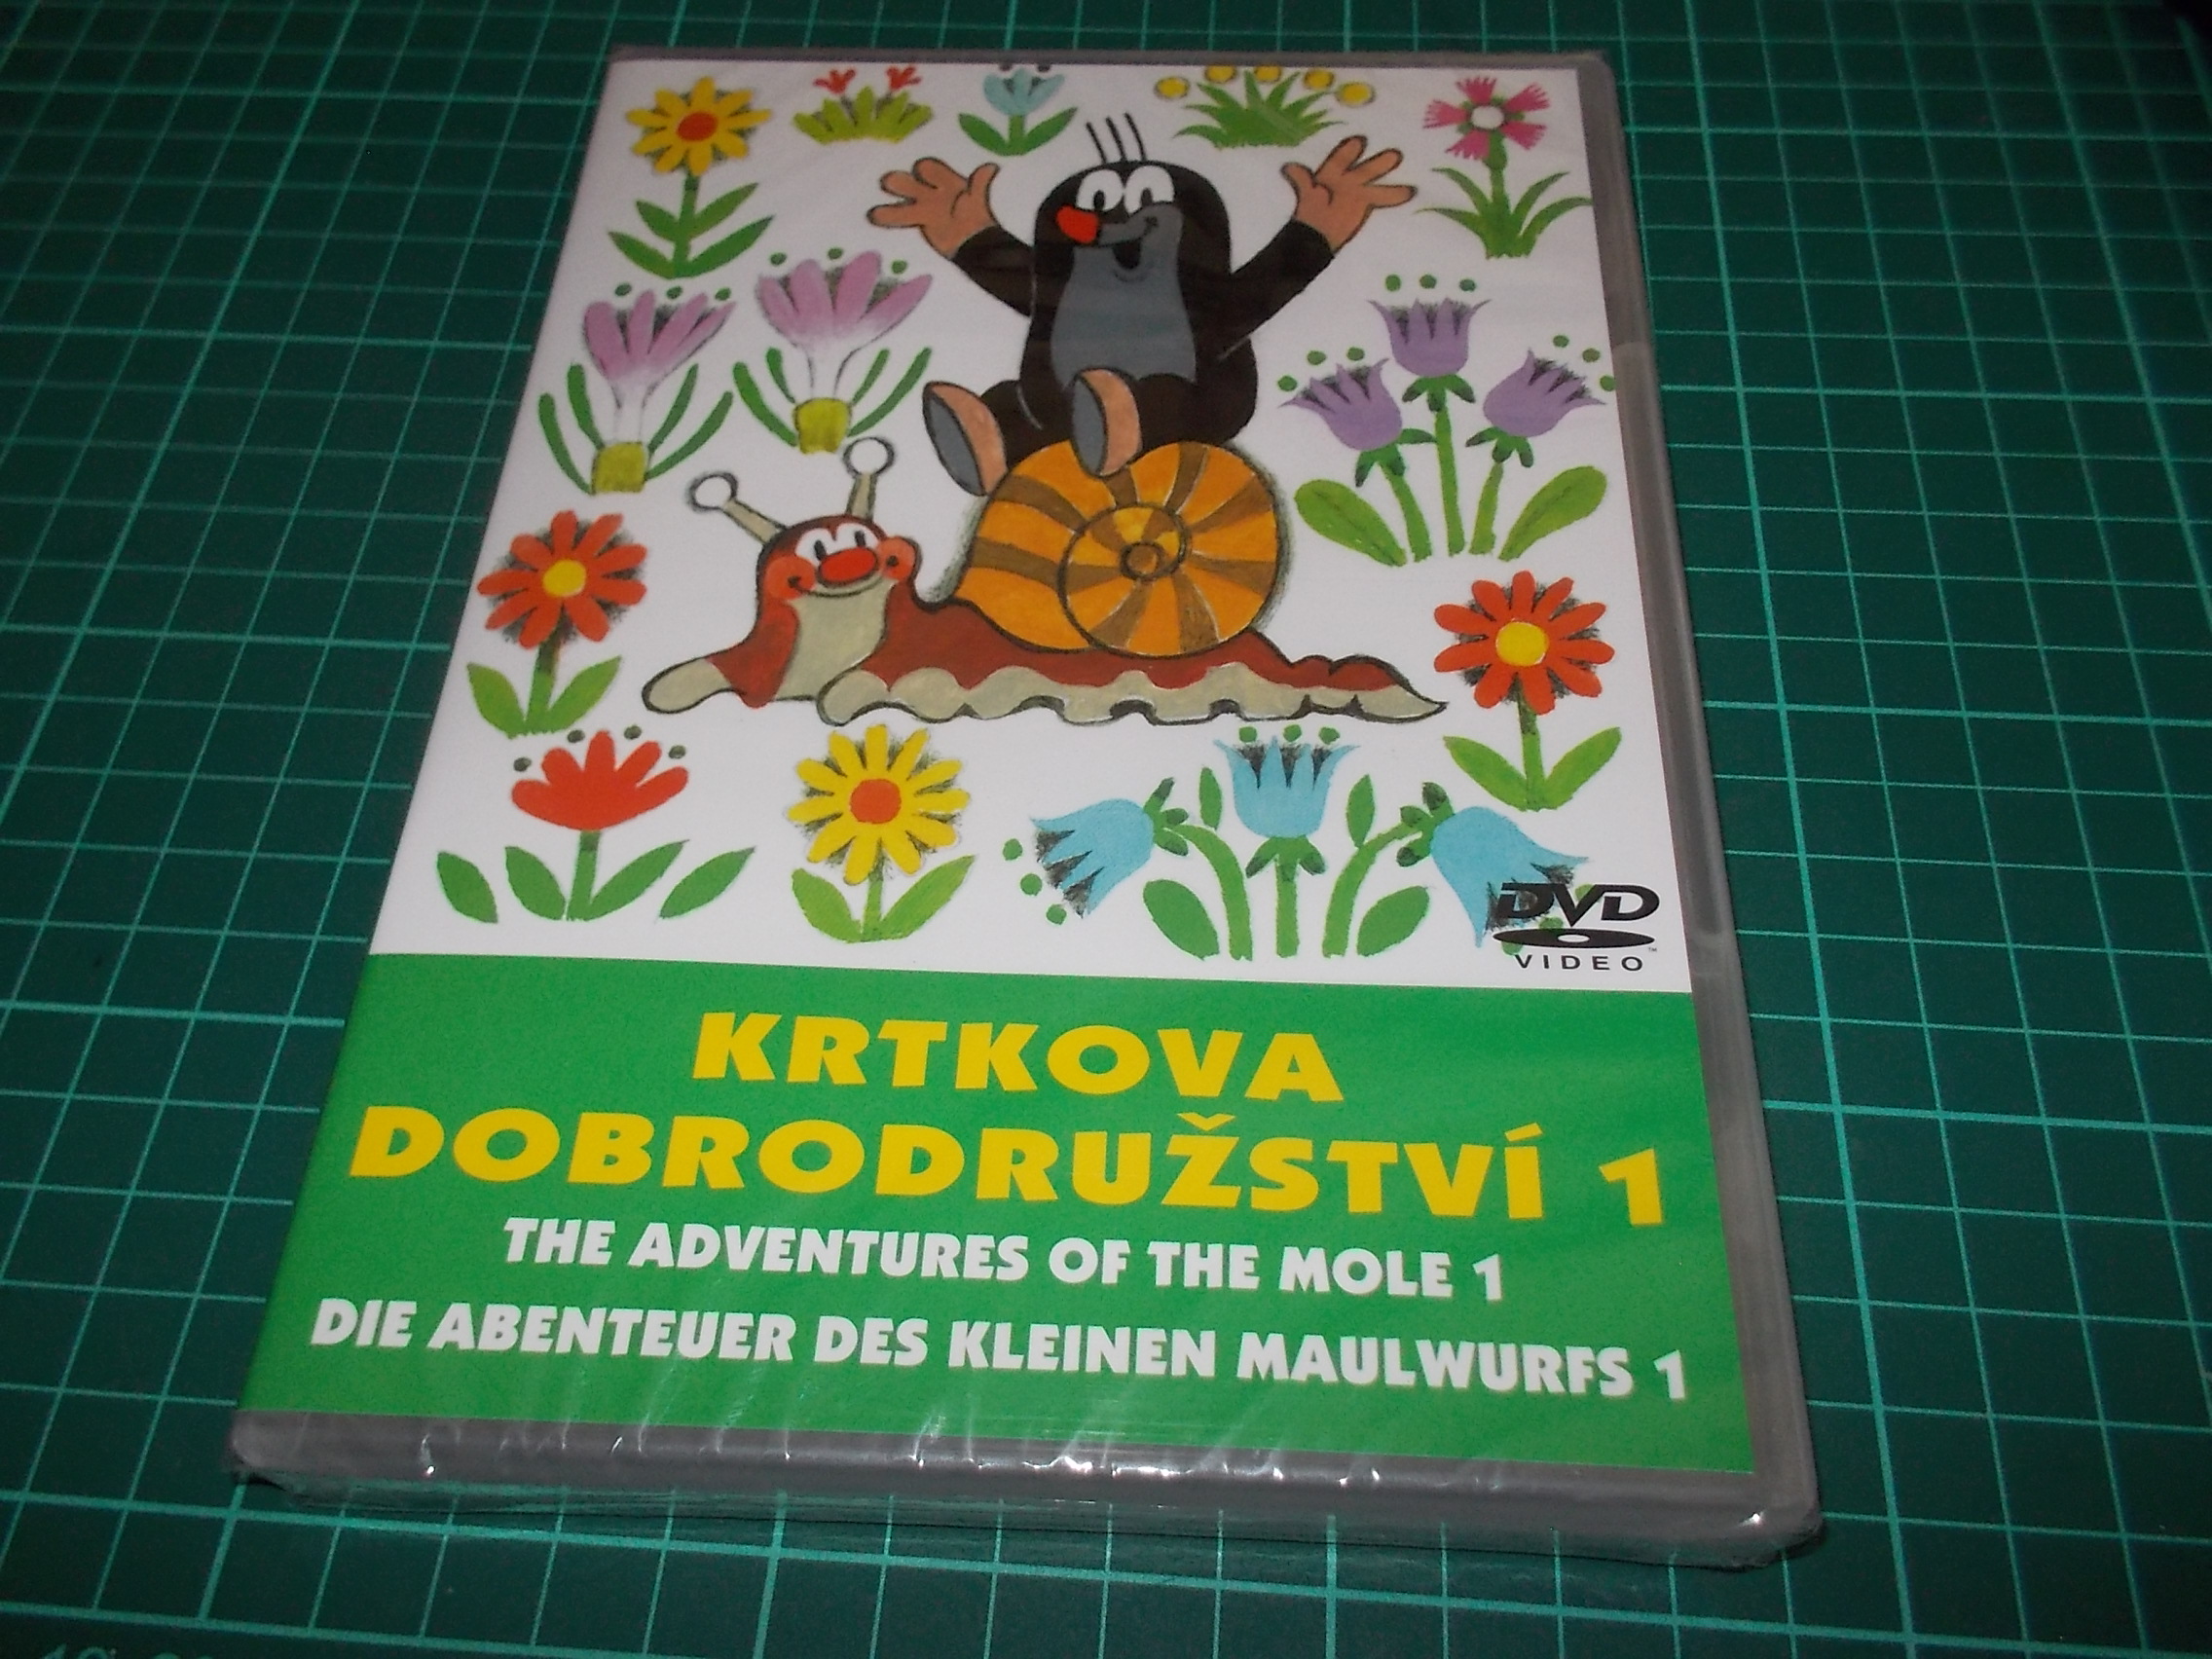 DVD
VIDEO
KRTKOVA
DOBRODRUŽSTVÍ 1
THE ADVENTURES OF THE MOLE 1
DIE ABENTEUER DES KLEINEN MAULWURFS 1